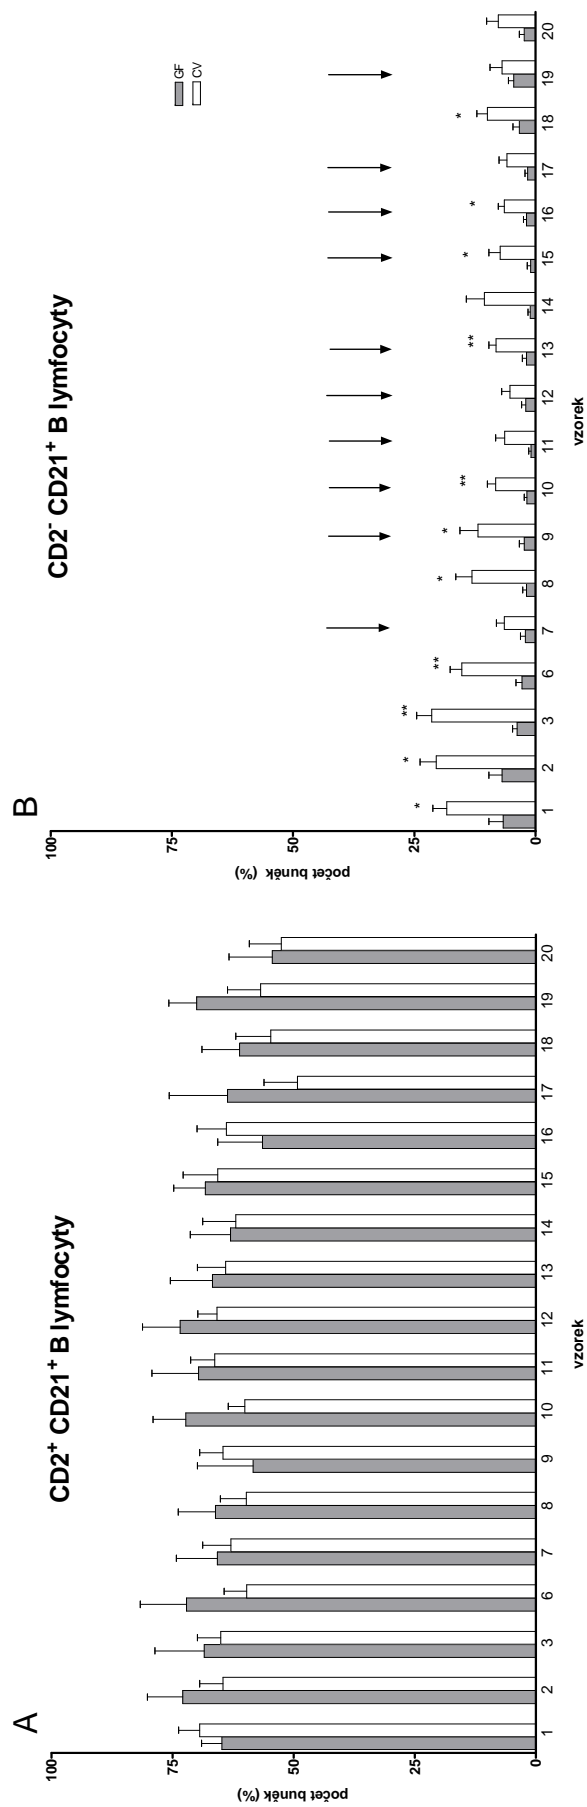 A
CD2+ CD21+ B lymfocyty
počet buněk (%)
100
75
50
25
0
1 2 3 6 7 8 9 10 11 12 13 14 15 16 17 18 19 20
vzorek
B
CD2- CD21+ B lymfocyty
GF
CV
počet buněk (%)
100
75
50
25
0
* * ** ** * * ** ** * * *
1 2 3 6 7 8 9 10 11 12 13 14 15 16 17 18 19 20
vzorek